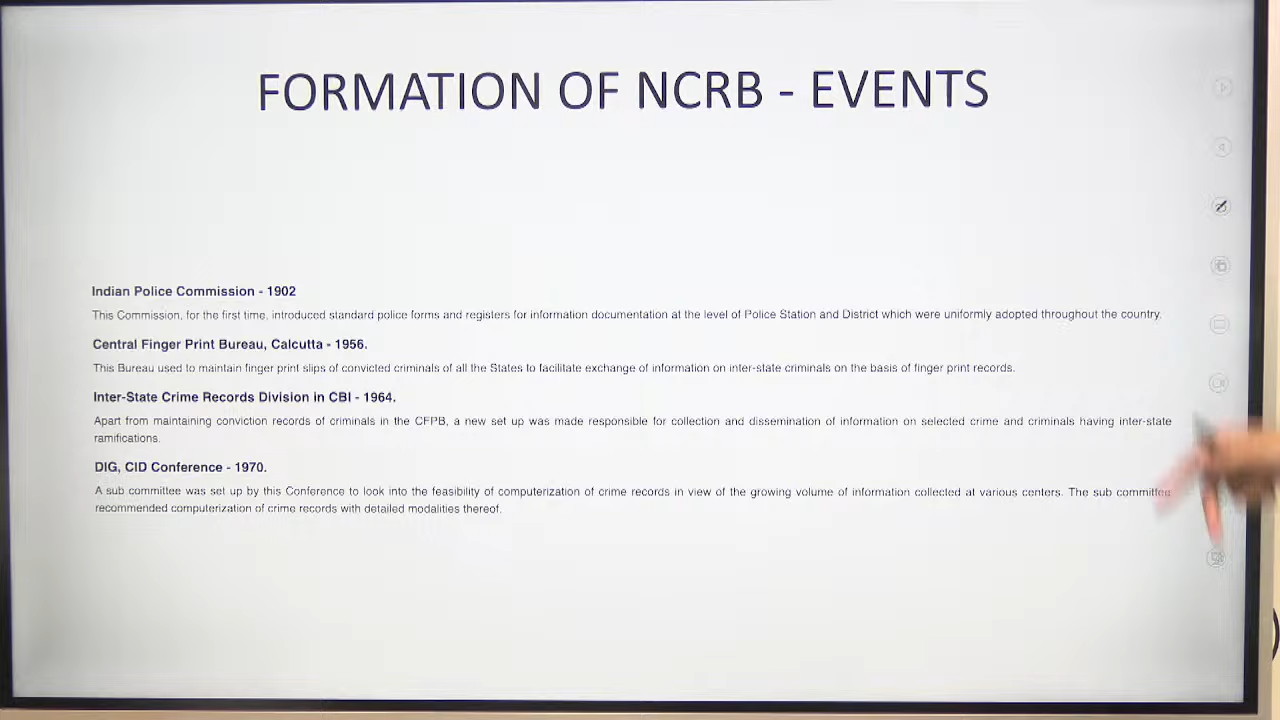 FORMATION OF NCRB - EVENTS
Indian Police Commission - 1902
This Commission, for the first time, introduced standard police forms and registers for information documentation at the level of Police Station and District which were uniformly adopted throughout the country.
Central Finger Print Bureau, Calcutta - 1956.
This Bureau used to maintain finger print slips of convicted criminals of all the States to facilitate exchange of information on inter-state criminals on the basis of finger print records.
Inter-State Crime Records Division in CBI - 1964.
Apart from maintaining conviction records of criminals in the CFPB, a new set up was made responsible for collection and dissemination of information on selected crime and criminals having inter-state
ramifications.
DIG, CID Conference - 1970.
A sub committee was set up by this Conference to look into the feasibility of computerization of crime records in view of the growing volume of information collected at various centers. The sub committee
recommended computerization of crime records with detailed modalities thereof.